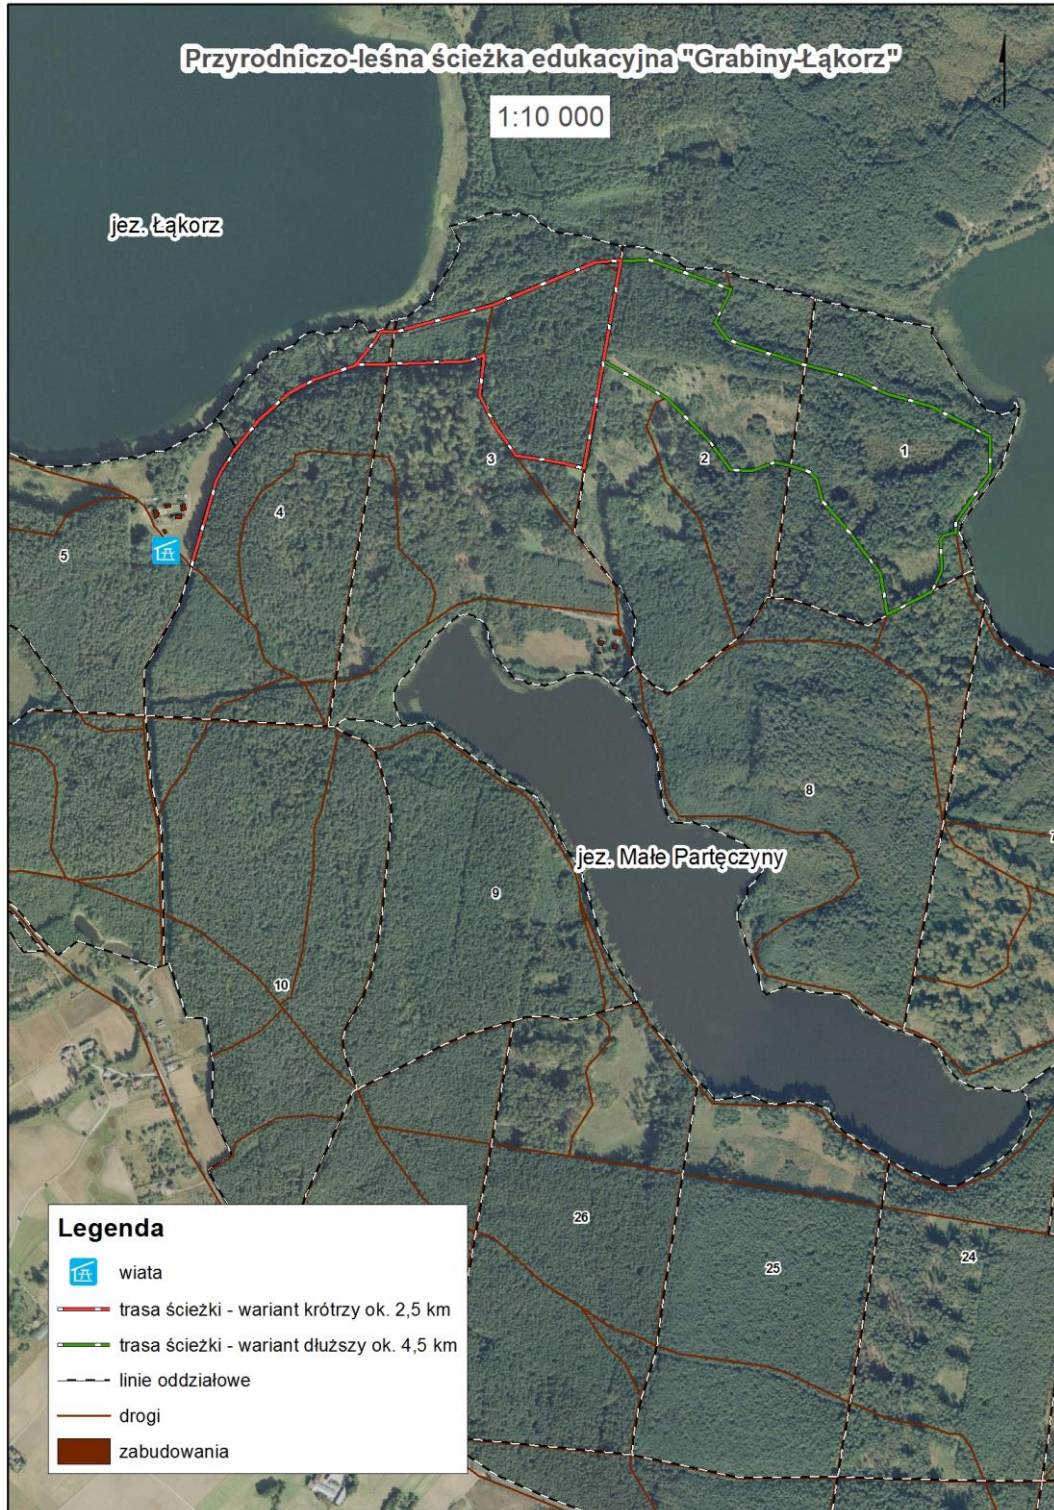 Przyrodniczo-leśna ścieżka edukacyjna "Grabiny-Łąkorz"
1:10 000
z
jez. Łąkorz
3
2
1
4
5
8
7
jez. Małe Partęczyny
9
10
26
25
24
Legenda
wiata
trasa ścieżki - wariant krótrzy ok. 2,5 km
trasa ścieżki - wariant dłuższy ok. 4,5 km
linie oddziałowe
drogi
zabudowania